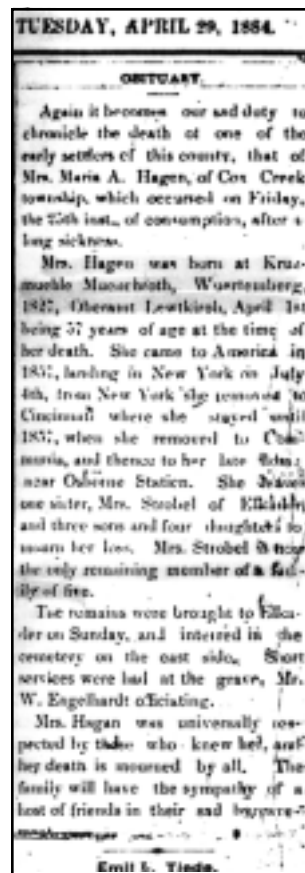 TUESDAY, APRIL 29, 1884.
OBITUARY.
Again it becomes our sad duty to
chronicle the death of one of the
early settlers of this county, that of
Mrs. Maria A. Hagen, of Cox Creek
township, which occurred on Friday,
the 25th inst., of consumption, after a
long sickness.
Mrs. Hagen was born at
Wuertemberg,
1827, Oberamt April 1st
being 57 years of age at the time of
her death. She came to America in
landing in New York on July
4th, from New York she removed to
Cincinnati where she stayed until
1857, when she removed to
and thence to her late
near Osborne Station. She leaves
one sister, Mrs. Strobel of Elkader,
and three sons and four daughters to
mourn her loss. Mrs. Strobel is now
the only remaining member of a fam-
ily of five.
The remains were brought to Elka-
der on Sunday, and interred in the
cemetery on the east side. Short
services were had at the grave, Mr.
W. Engelhardt officiating.
Mrs. Hagan was universally res-
pected by those who knew her, and
her death is mourned by all. The
family will have the sympathy of a
host of friends in their sad
Emil L. Tiede.